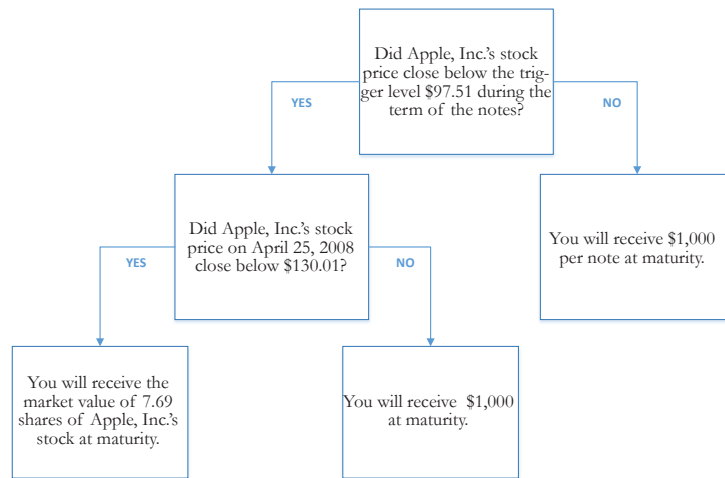 Did Apple, Inc.'s stock
price close below the trig-
ger level $97.51 during the
term of the notes?
YES
NO
Did Apple, Inc.'s stock
price on April 25, 2008
close below $130.01?
You will receive $1,000
per note at maturity.
YES
NO
You will receive the
market value of 7.69
shares of Apple, Inc.'s
stock at maturity.
You will receive $1,000
at maturity.